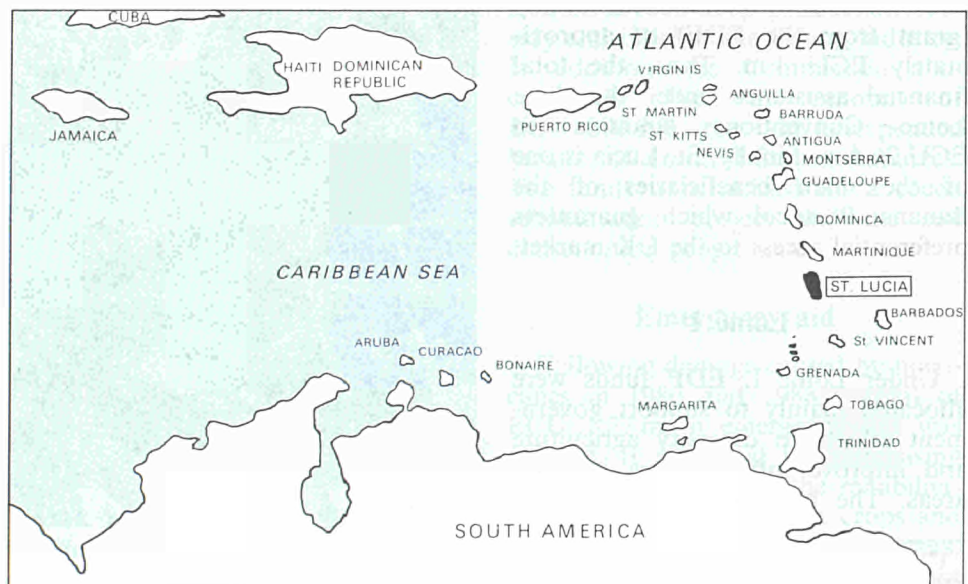 CUBA
ATLANTIC OCEAN
HAITI DOMINICAN
REPUBLIC
VIRGIN IS
ANGUILLA
JAMAICA
PUERTO RICO
ST MARTIN
BARRUDA
ST. KITTS
ANTIGUA
NEVIS
MONTSERRAT
GUADELOUPE
DOMINICA
MARTINIQUE
CARIBBEAN SEA
ST. LUCIA
BARBADOS
St. VINCENT
ARUBA
CURACAO
BONAIRE
GRENADA
MARGARITA
TOBAGO
TRINIDAD
SOUTH AMERICA